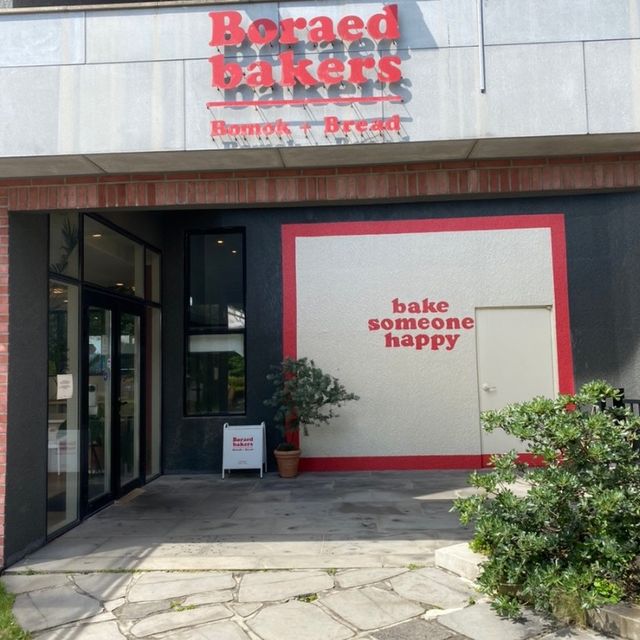 Boraed
bakers
Bomok + Bread
bake
someone
happy
Boraed
bakers